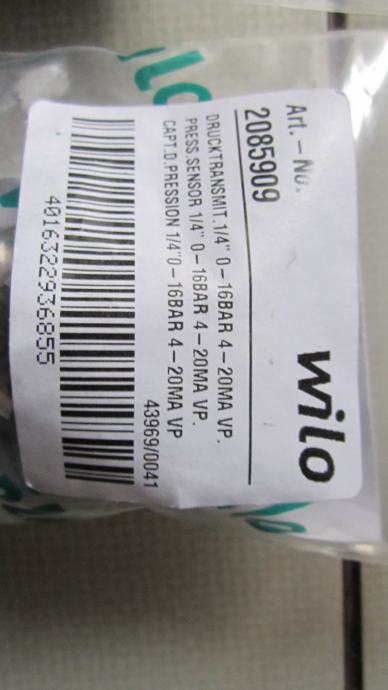 wilo
Art.-No.
2085909
DRUCKTRANSMIT.1/4" 0-16BAR 4-20MA VP.
PRESS.SENSOR 1/4" 0-16BAR 4-20MA VP.
CAPT.D.PRESSION 1/4"0-16BAR 4-20MA VP
43969/0041
4016322936855